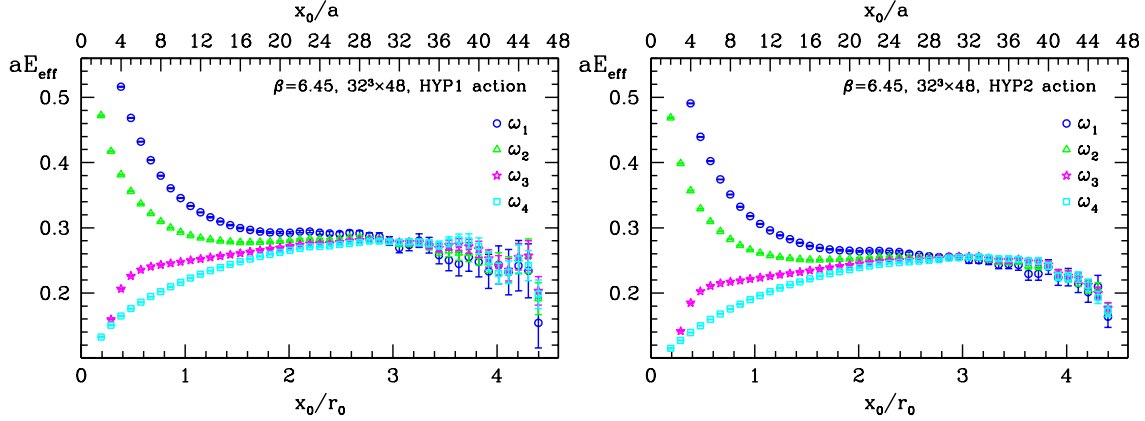 x₀/a
0 4 8 12 16 20 24 28 32 36 40 44 48
aE_eff
β=6.45, 32³×48, HYP1 action
0.5
ω₁
ω₂
0.4
ω₃
ω₄
0.3
0.2
0 1 2 3 4
x₀/r₀
x₀/a
0 4 8 12 16 20 24 28 32 36 40 44 48
aE_eff
β=6.45, 32³×48, HYP2 action
0.5
ω₁
ω₂
0.4
ω₃
ω₄
0.3
0.2
0 1 2 3 4
x₀/r₀